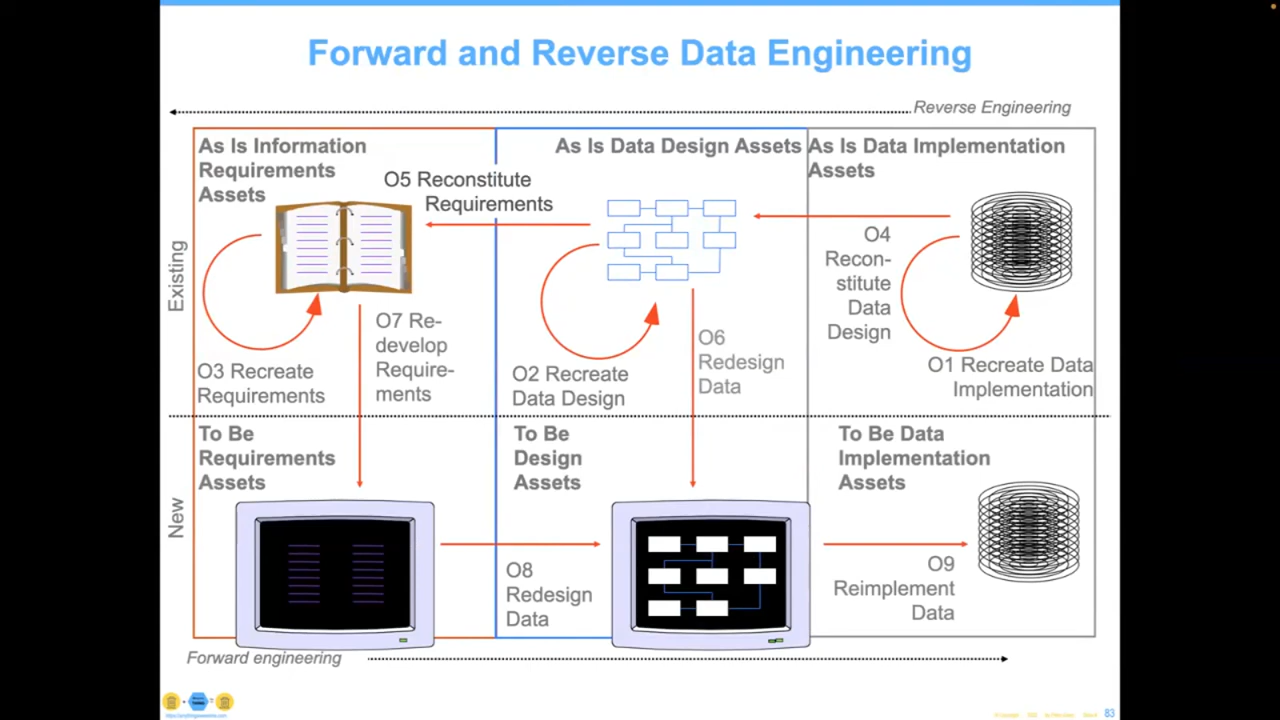 Forward and Reverse Data Engineering
Reverse Engineering
As Is Information
Requirements
Assets
As Is Data Design Assets
As Is Data Implementation
Assets
O5 Reconstitute
Requirements
O4
Recon-
stitute
Data
Design
Existing
O7 Re-
develop
Require-
ments
O6
Redesign
Data
O3 Recreate
Requirements
O2 Recreate
Data Design
O1 Recreate Data
Implementation
To Be
Requirements
Assets
To Be
Design
Assets
To Be Data
Implementation
Assets
New
O8
Redesign
Data
O9
Reimplement
Data
Forward engineering
83